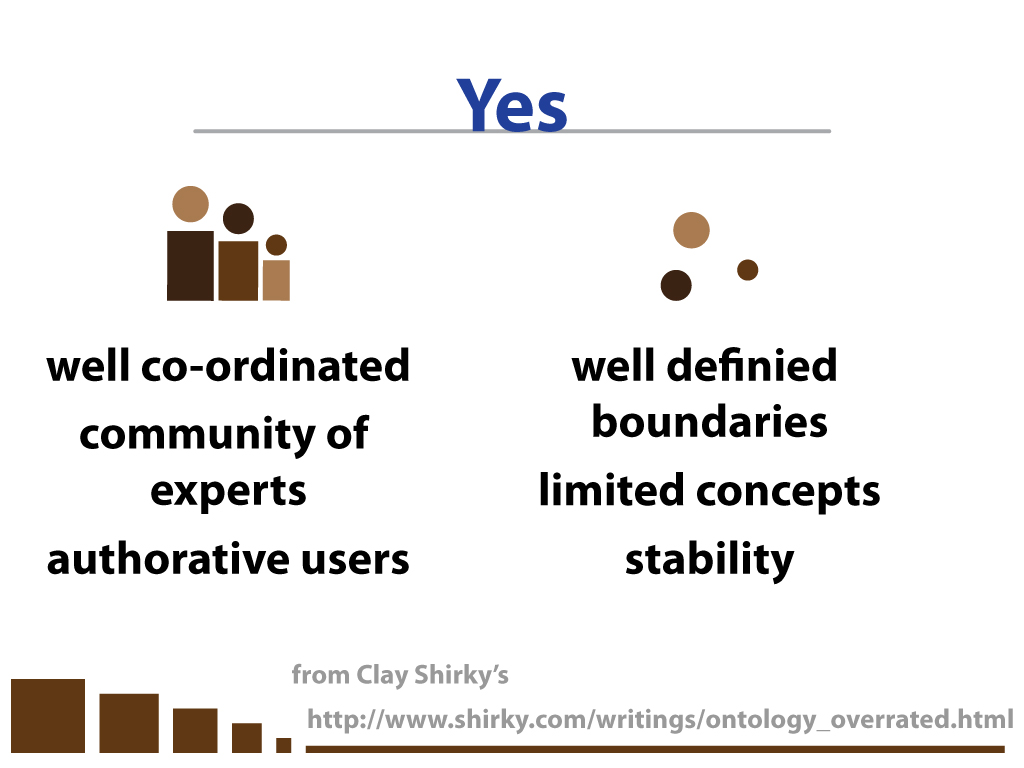 Yes
well co-ordinated
community of
experts
authorative users
well definied
boundaries
limited concepts
stability
from Clay Shirky’s
http://www.shirky.com/writings/ontology_overrated.html